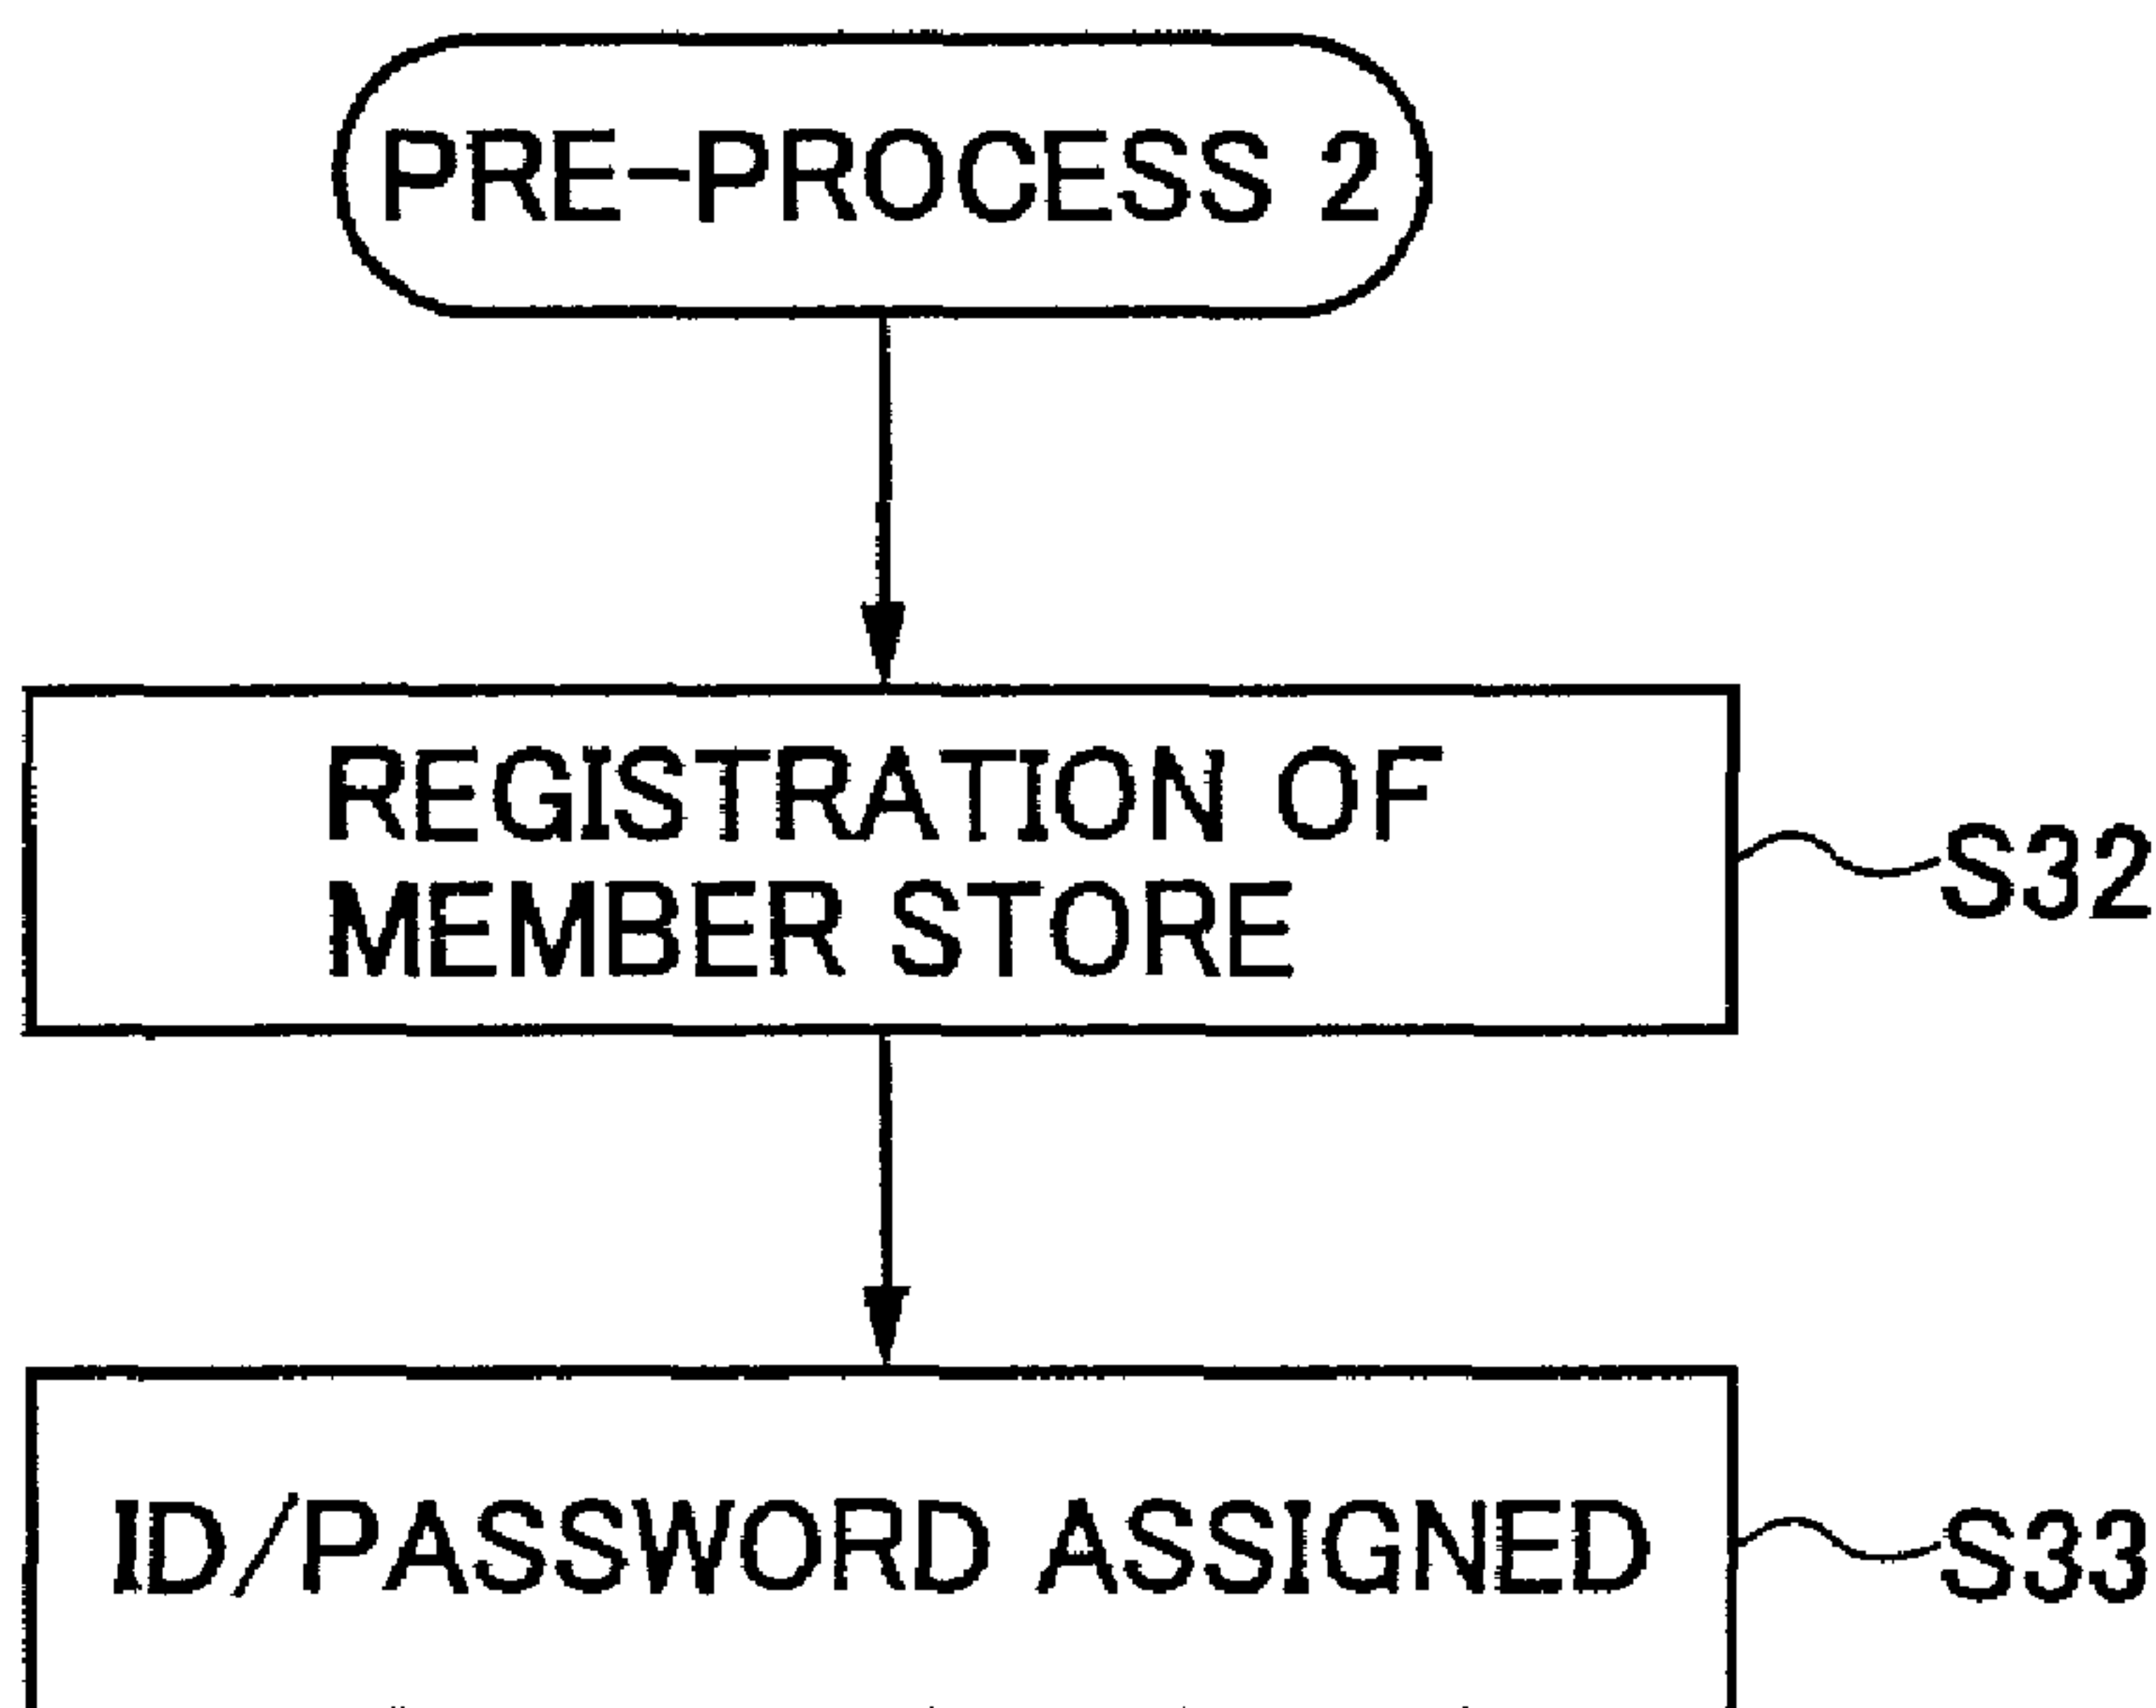 PRE-PROCESS 2
REGISTRATION OF
MEMBER STORE
S32
ID/PASSWORD ASSIGNED
S33